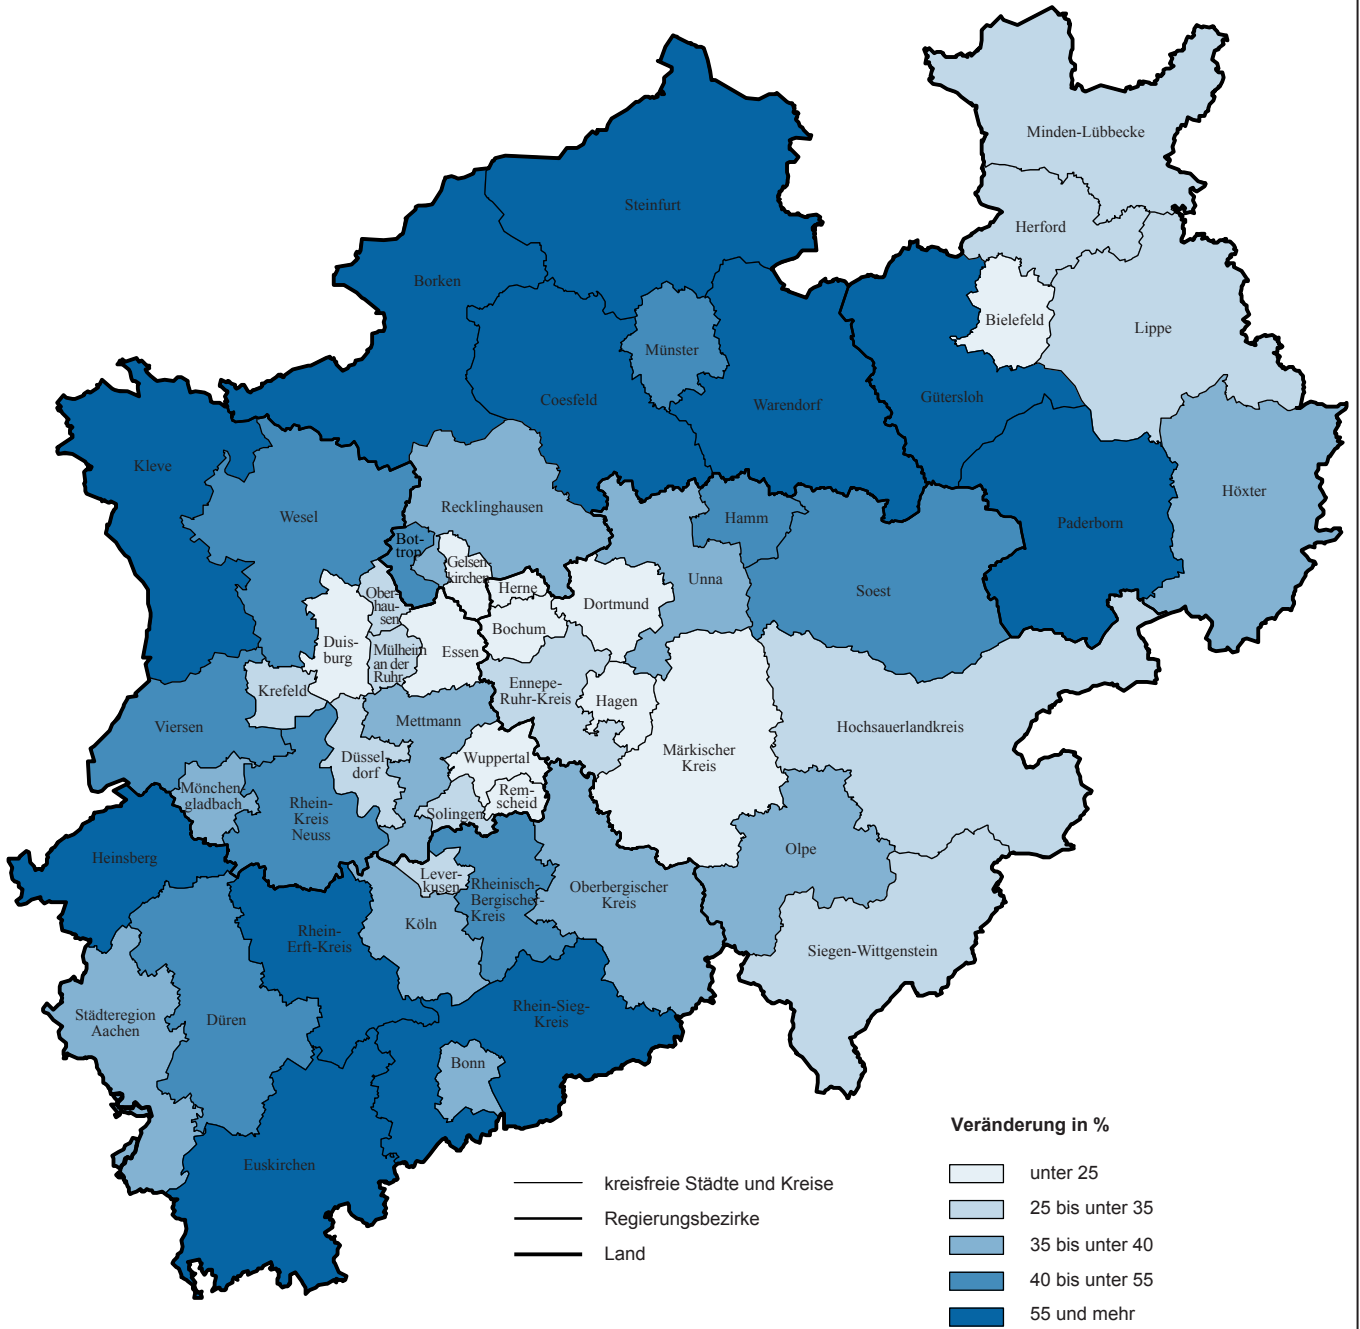 Minden-Lübbecke
Steinfurt
Herford
Borken
Bielefeld
Lippe
Münster
Coesfeld
Warendorf
Gütersloh
Kleve
Höxter
Recklinghausen
Wesel
Hamm
Paderborn
Bot-
trop
Gelsen
kirchen
Unna
Soest
Ober-
hau-
sen
Herne
Dortmund
Bochum
Duis-
burg
Mülheim
an der
Ruhr
Essen
Krefeld
Ennepe-
Ruhr-Kreis
Hagen
Viersen
Mettmann
Hochsauerlandkreis
Düssel
dorf
Wuppertal
Märkischer
Kreis
Mönchen
gladbach
Rhein-
Kreis
Neuss
Rem-
scheid
Solingen
Heinsberg
Olpe
Lever-
kusen
Rheinisch-
Bergischer-
Kreis
Oberbergischer
Kreis
Köln
Rhein-
Erft-Kreis
Siegen-Wittgenstein
Städteregion
Aachen
Düren
Rhein-Sieg-
Kreis
Bonn
Euskirchen
kreisfreie Städte und Kreise
Regierungsbezirke
Land
Veränderung in %
unter 25
25 bis unter 35
35 bis unter 40
40 bis unter 55
55 und mehr